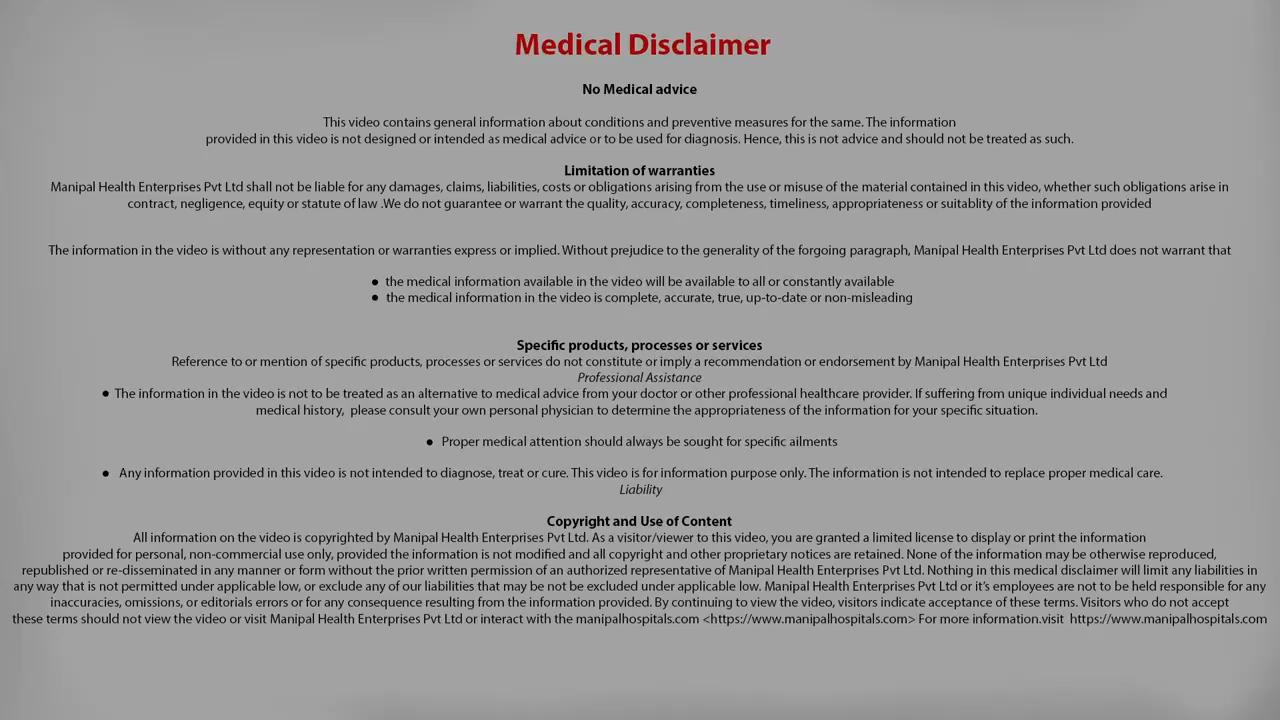 Medical Disclaimer
No Medical advice
This video contains general information about conditions and preventive measures for the same. The information
provided in this video is not designed or intended as medical advice or to be used for diagnosis. Hence, this is not advice and should not be treated as such.
Limitation of warranties
Manipal Health Enterprises Pvt Ltd shall not be liable for any damages, claims, liabilities, costs or obligations arising from the use or misuse of the material contained in this video, whether such obligations arise in
contract, negligence, equity or statute of law .We do not guarantee or warrant the quality, accuracy, completeness, timeliness, appropriateness or suitablity of the information provided
The information in the video is without any representation or warranties express or implied. Without prejudice to the generality of the forgoing paragraph, Manipal Health Enterprises Pvt Ltd does not warrant that
● the medical information available in the video will be available to all or constantly available
● the medical information in the video is complete, accurate, true, up-to-date or non-misleading
Specific products, processes or services
Reference to or mention of specific products, processes or services do not constitute or imply a recommendation or endorsement by Manipal Health Enterprises Pvt Ltd
Professional Assistance
● The information in the video is not to be treated as an alternative to medical advice from your doctor or other professional healthcare provider. If suffering from unique individual needs and
medical history, please consult your own personal physician to determine the appropriateness of the information for your specific situation.
● Proper medical attention should always be sought for specific ailments
● Any information provided in this video is not intended to diagnose, treat or cure. This video is for information purpose only. The information is not intended to replace proper medical care.
Liability
Copyright and Use of Content
All information on the video is copyrighted by Manipal Health Enterprises Pvt Ltd. As a visitor/viewer to this video, you are granted a limited license to display or print the information
provided for personal, non-commercial use only, provided the information is not modified and all copyright and other proprietary notices are retained. None of the information may be otherwise reproduced,
republished or re-disseminated in any manner or form without the prior written permission of an authorized representative of Manipal Health Enterprises Pvt Ltd. Nothing in this medical disclaimer will limit any liabilities in
any way that is not permitted under applicable low, or exclude any of our liabilities that may be not be excluded under applicable low. Manipal Health Enterprises Pvt Ltd or it's employees are not to be held responsible for any
inaccuracies, omissions, or editorials errors or for any consequence resulting from the information provided. By continuing to view the video, visitors indicate acceptance of these terms. Visitors who do not accept
these terms should not view the video or visit Manipal Health Enterprises Pvt Ltd or interact with the manipalhospitals.com <https://www.manipalhospitals.com> For more information.visit https://www.manipalhospitals.com